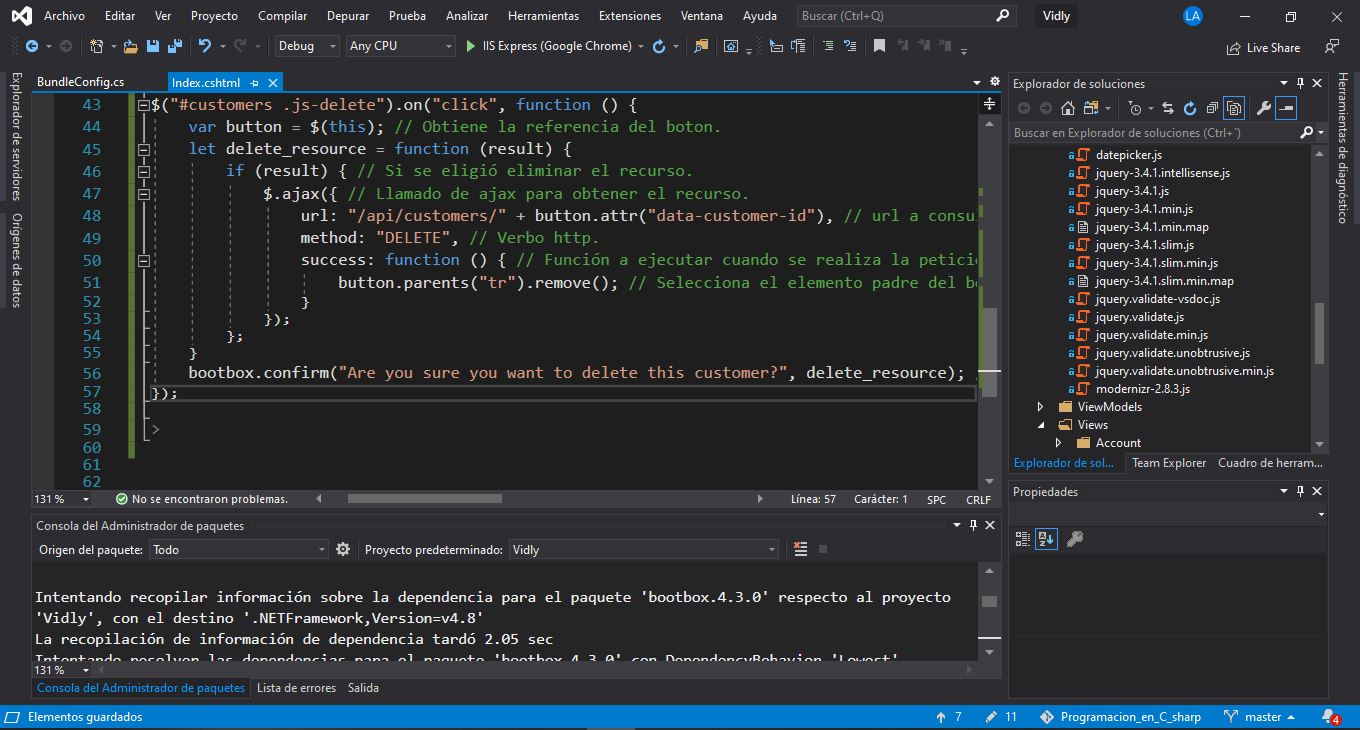 Archivo Editar Ver Proyecto Compilar Depurar Prueba Analizar Herramientas Extensiones Ventana Ayuda Buscar (Ctrl+Q) Vidly LA
Debug Any CPU IIS Express (Google Chrome) Live Share
Explorador de servidores
Orígenes de datos
BundleConfig.cs Index.cshtml
43 $("#customers .js-delete").on("click", function () {
44 var button = $(this); // Obtiene la referencia del boton.
45 let delete_resource = function (result) {
46 if (result) { // Si se eligió eliminar el recurso.
47 $.ajax({ // Llamado de ajax para obtener el recurso.
48 url: "/api/customers/" + button.attr("data-customer-id"), // url a consu
49 method: "DELETE", // Verbo http.
50 success: function () { // Función a ejecutar cuando se realiza la petici
51 button.parents("tr").remove(); // Selecciona el elemento padre del b
52 }
53 });
54 };
55 }
56 bootbox.confirm("Are you sure you want to delete this customer?", delete_resource);
57 });
58
59 >
60
61
62
131 % No se encontraron problemas. Línea: 57 Carácter: 1 SPC CRLF
Consola del Administrador de paquetes
Origen del paquete: Todo Proyecto predeterminado: Vidly
Intentando recopilar información sobre la dependencia para el paquete 'bootbox.4.3.0' respecto al proyecto
'Vidly', con el destino '.NETFramework,Version=v4.8'
La recopilación de información de dependencia tardó 2.05 sec
Intentando resolver las dependencias para el paquete 'bootbox.4.3.0' con DependencyBehavior 'Lowest'
131 %
Consola del Administrador de paquetes Lista de errores Salida
Explorador de soluciones
Buscar en Explorador de soluciones (Ctrl+´)
datepicker.js
jquery-3.4.1.intellisense.js
jquery-3.4.1.js
jquery-3.4.1.min.js
jquery-3.4.1.min.map
jquery-3.4.1.slim.js
jquery-3.4.1.slim.min.js
jquery-3.4.1.slim.min.map
jquery.validate-vsdoc.js
jquery.validate.js
jquery.validate.min.js
jquery.validate.unobtrusive.js
jquery.validate.unobtrusive.min.js
modernizr-2.8.3.js
ViewModels
Views
Account
Explorador de sol... Team Explorer Cuadro de herram...
Propiedades
Herramientas de diagnóstico
Elementos guardados 7 11 Programacion_en_C_sharp master 4